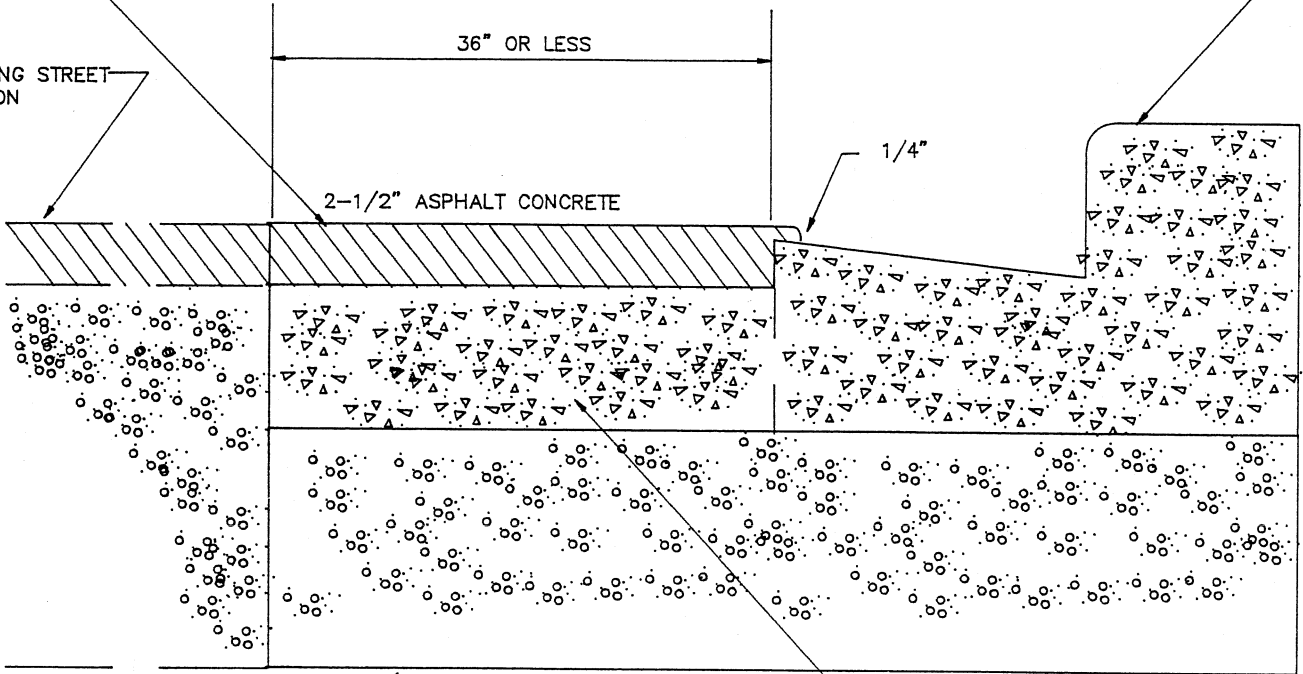 36" OR LESS
NG STREET
ON
1/4"
2-1/2" ASPHALT CONCRETE